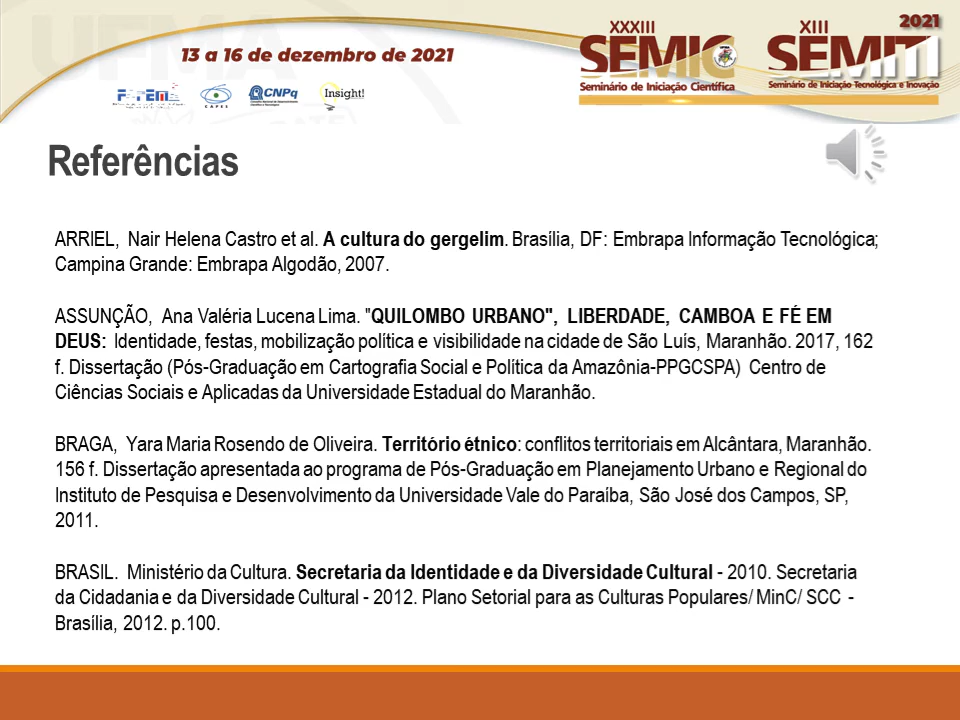 2021
XXXIII
XIII
13 a 16 de dezembro de 2021
SEMIC
SEMITI
Seminário de Iniciação Científica
Seminário de Iniciação Tecnológica e Inovação
CAPES
CNPq
Insight!
Referências
ARRIEL, Nair Helena Castro et al. A cultura do gergelim. Brasília, DF: Embrapa Informação Tecnológica;
Campina Grande: Embrapa Algodão, 2007.
ASSUNÇÃO, Ana Valéria Lucena Lima. "QUILOMBO URBANO", LIBERDADE, CAMBOA E FÉ EM
DEUS: Identidade, festas, mobilização política e visibilidade na cidade de São Luís, Maranhão. 2017, 162
f. Dissertação (Pós-Graduação em Cartografia Social e Política da Amazônia-PPGCSPA) Centro de
Ciências Sociais e Aplicadas da Universidade Estadual do Maranhão.
BRAGA, Yara Maria Rosendo de Oliveira. Território étnico: conflitos territoriais em Alcântara, Maranhão.
156 f. Dissertação apresentada ao programa de Pós-Graduação em Planejamento Urbano e Regional do
Instituto de Pesquisa e Desenvolvimento da Universidade Vale do Paraíba, São José dos Campos, SP,
2011.
BRASIL. Ministério da Cultura. Secretaria da Identidade e da Diversidade Cultural - 2010. Secretaria
da Cidadania e da Diversidade Cultural - 2012. Plano Setorial para as Culturas Populares/ MinC/ SCC -
Brasília, 2012. p.100.